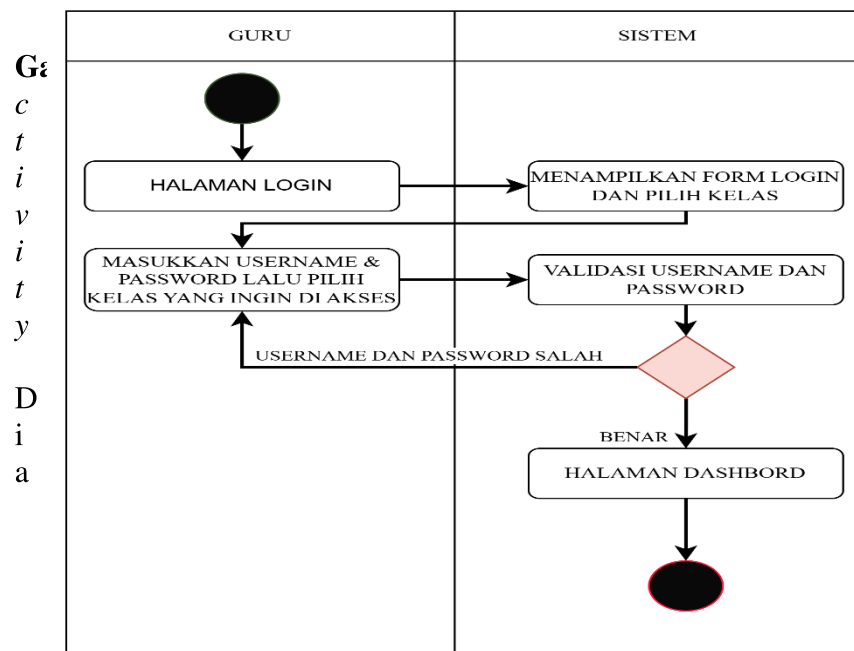 GURU
SISTEM
Ga
c
t
i
v
i
t
y
D
i
a
HALAMAN LOGIN
MENAMPILKAN FORM LOGIN
DAN PILIH KELAS
MASUKKAN USERNAME &
PASSWORD LALU PILIH
KELAS YANG INGIN DI AKSES
VALIDASI USERNAME DAN
PASSWORD
USERNAME DAN PASSWORD SALAH
BENAR
HALAMAN DASHBORD